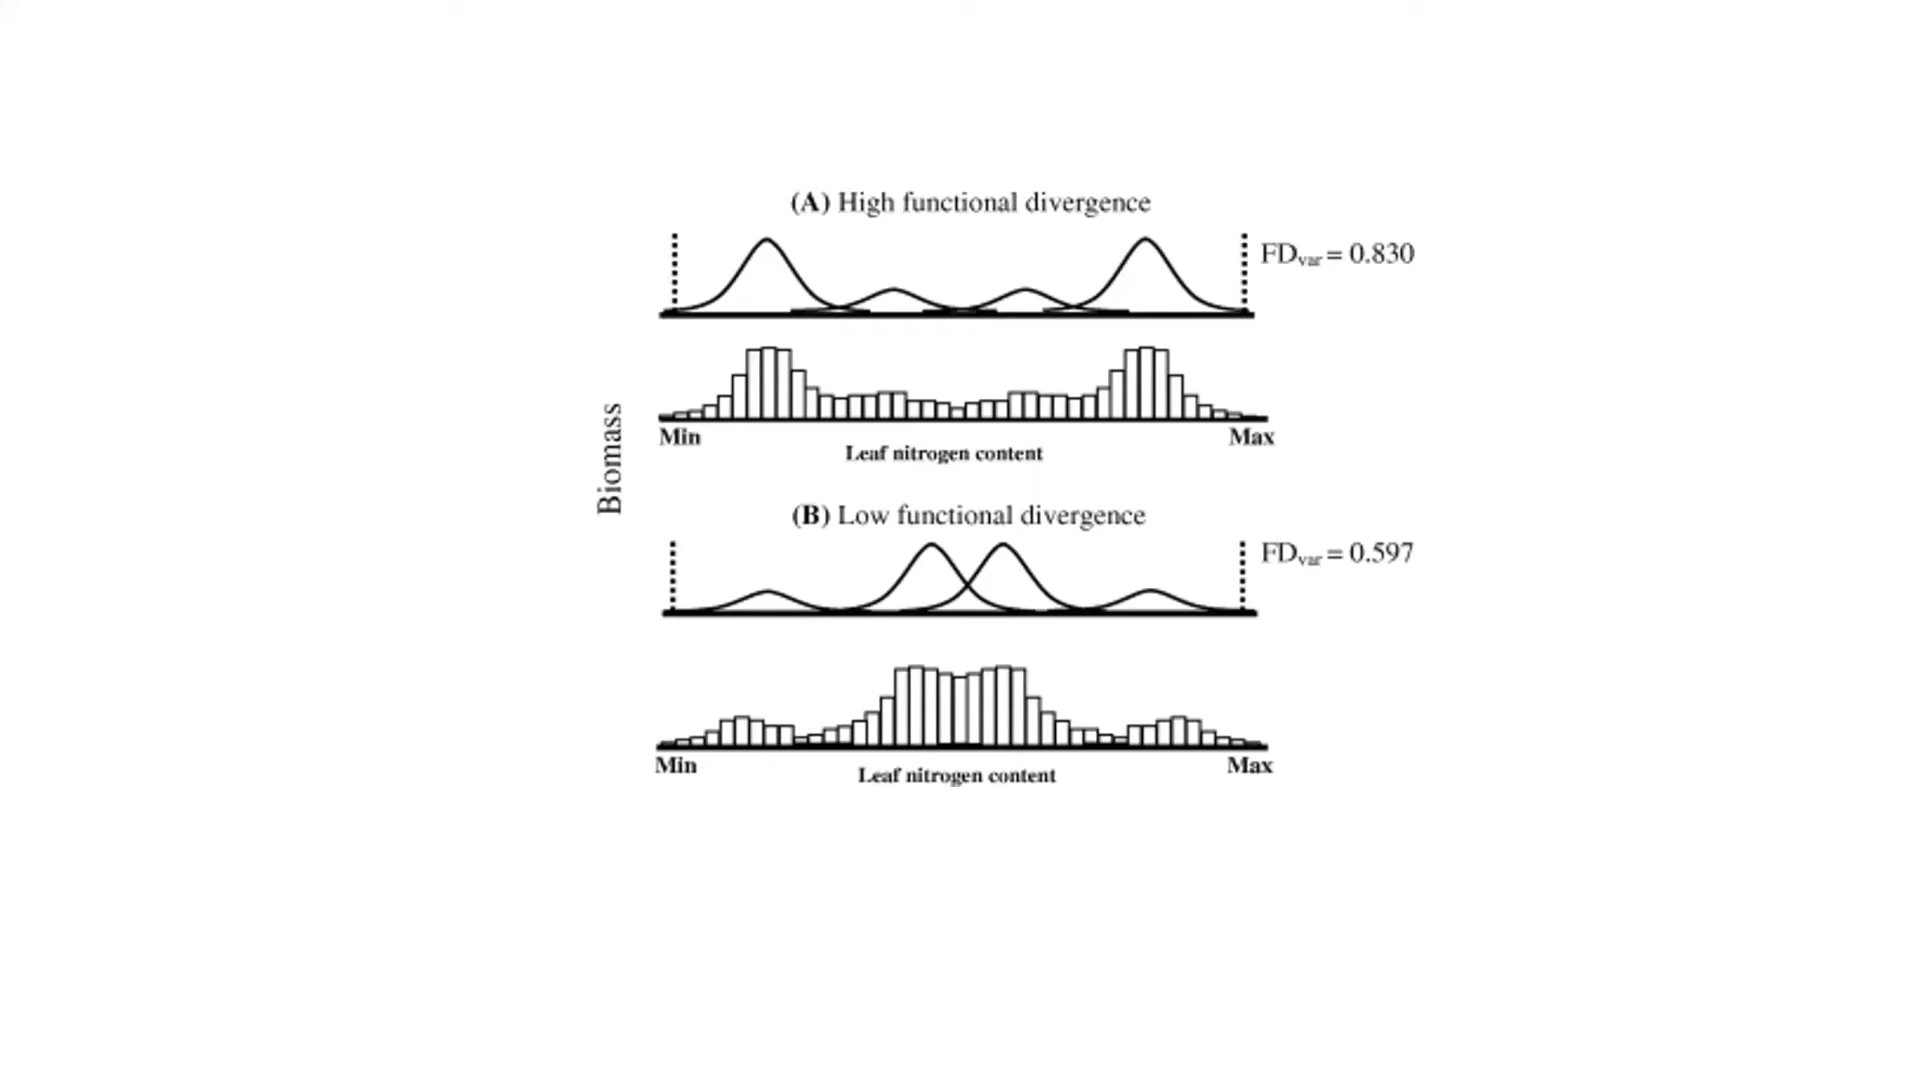 (A) High functional divergence
FDvar = 0.830
Min
Max
Leaf nitrogen content
Biomass
(B) Low functional divergence
FDvar = 0.597
Min
Max
Leaf nitrogen content